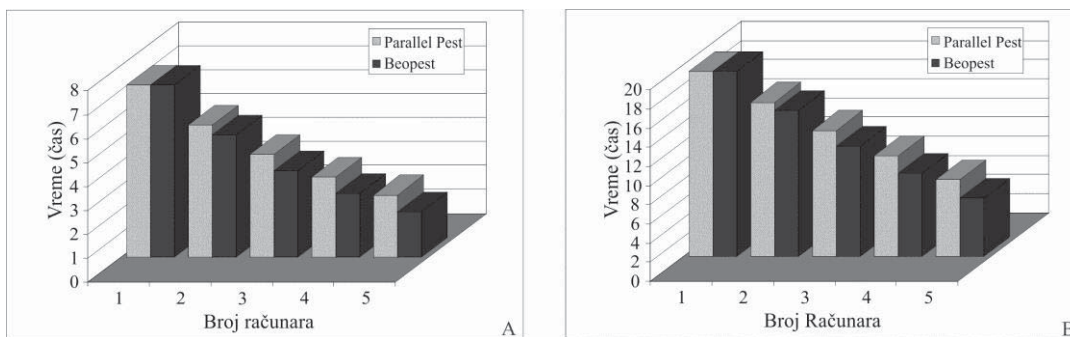 Parallel Pest
Beopest
Vreme (čas)
8
7
6
5
4
3
2
1
0
1 2 3 4 5
Broj računara
A
Parallel Pest
Beopest
Vreme (čas)
20
18
16
14
12
10
8
6
4
2
0
1 2 3 4 5
Broj Računara